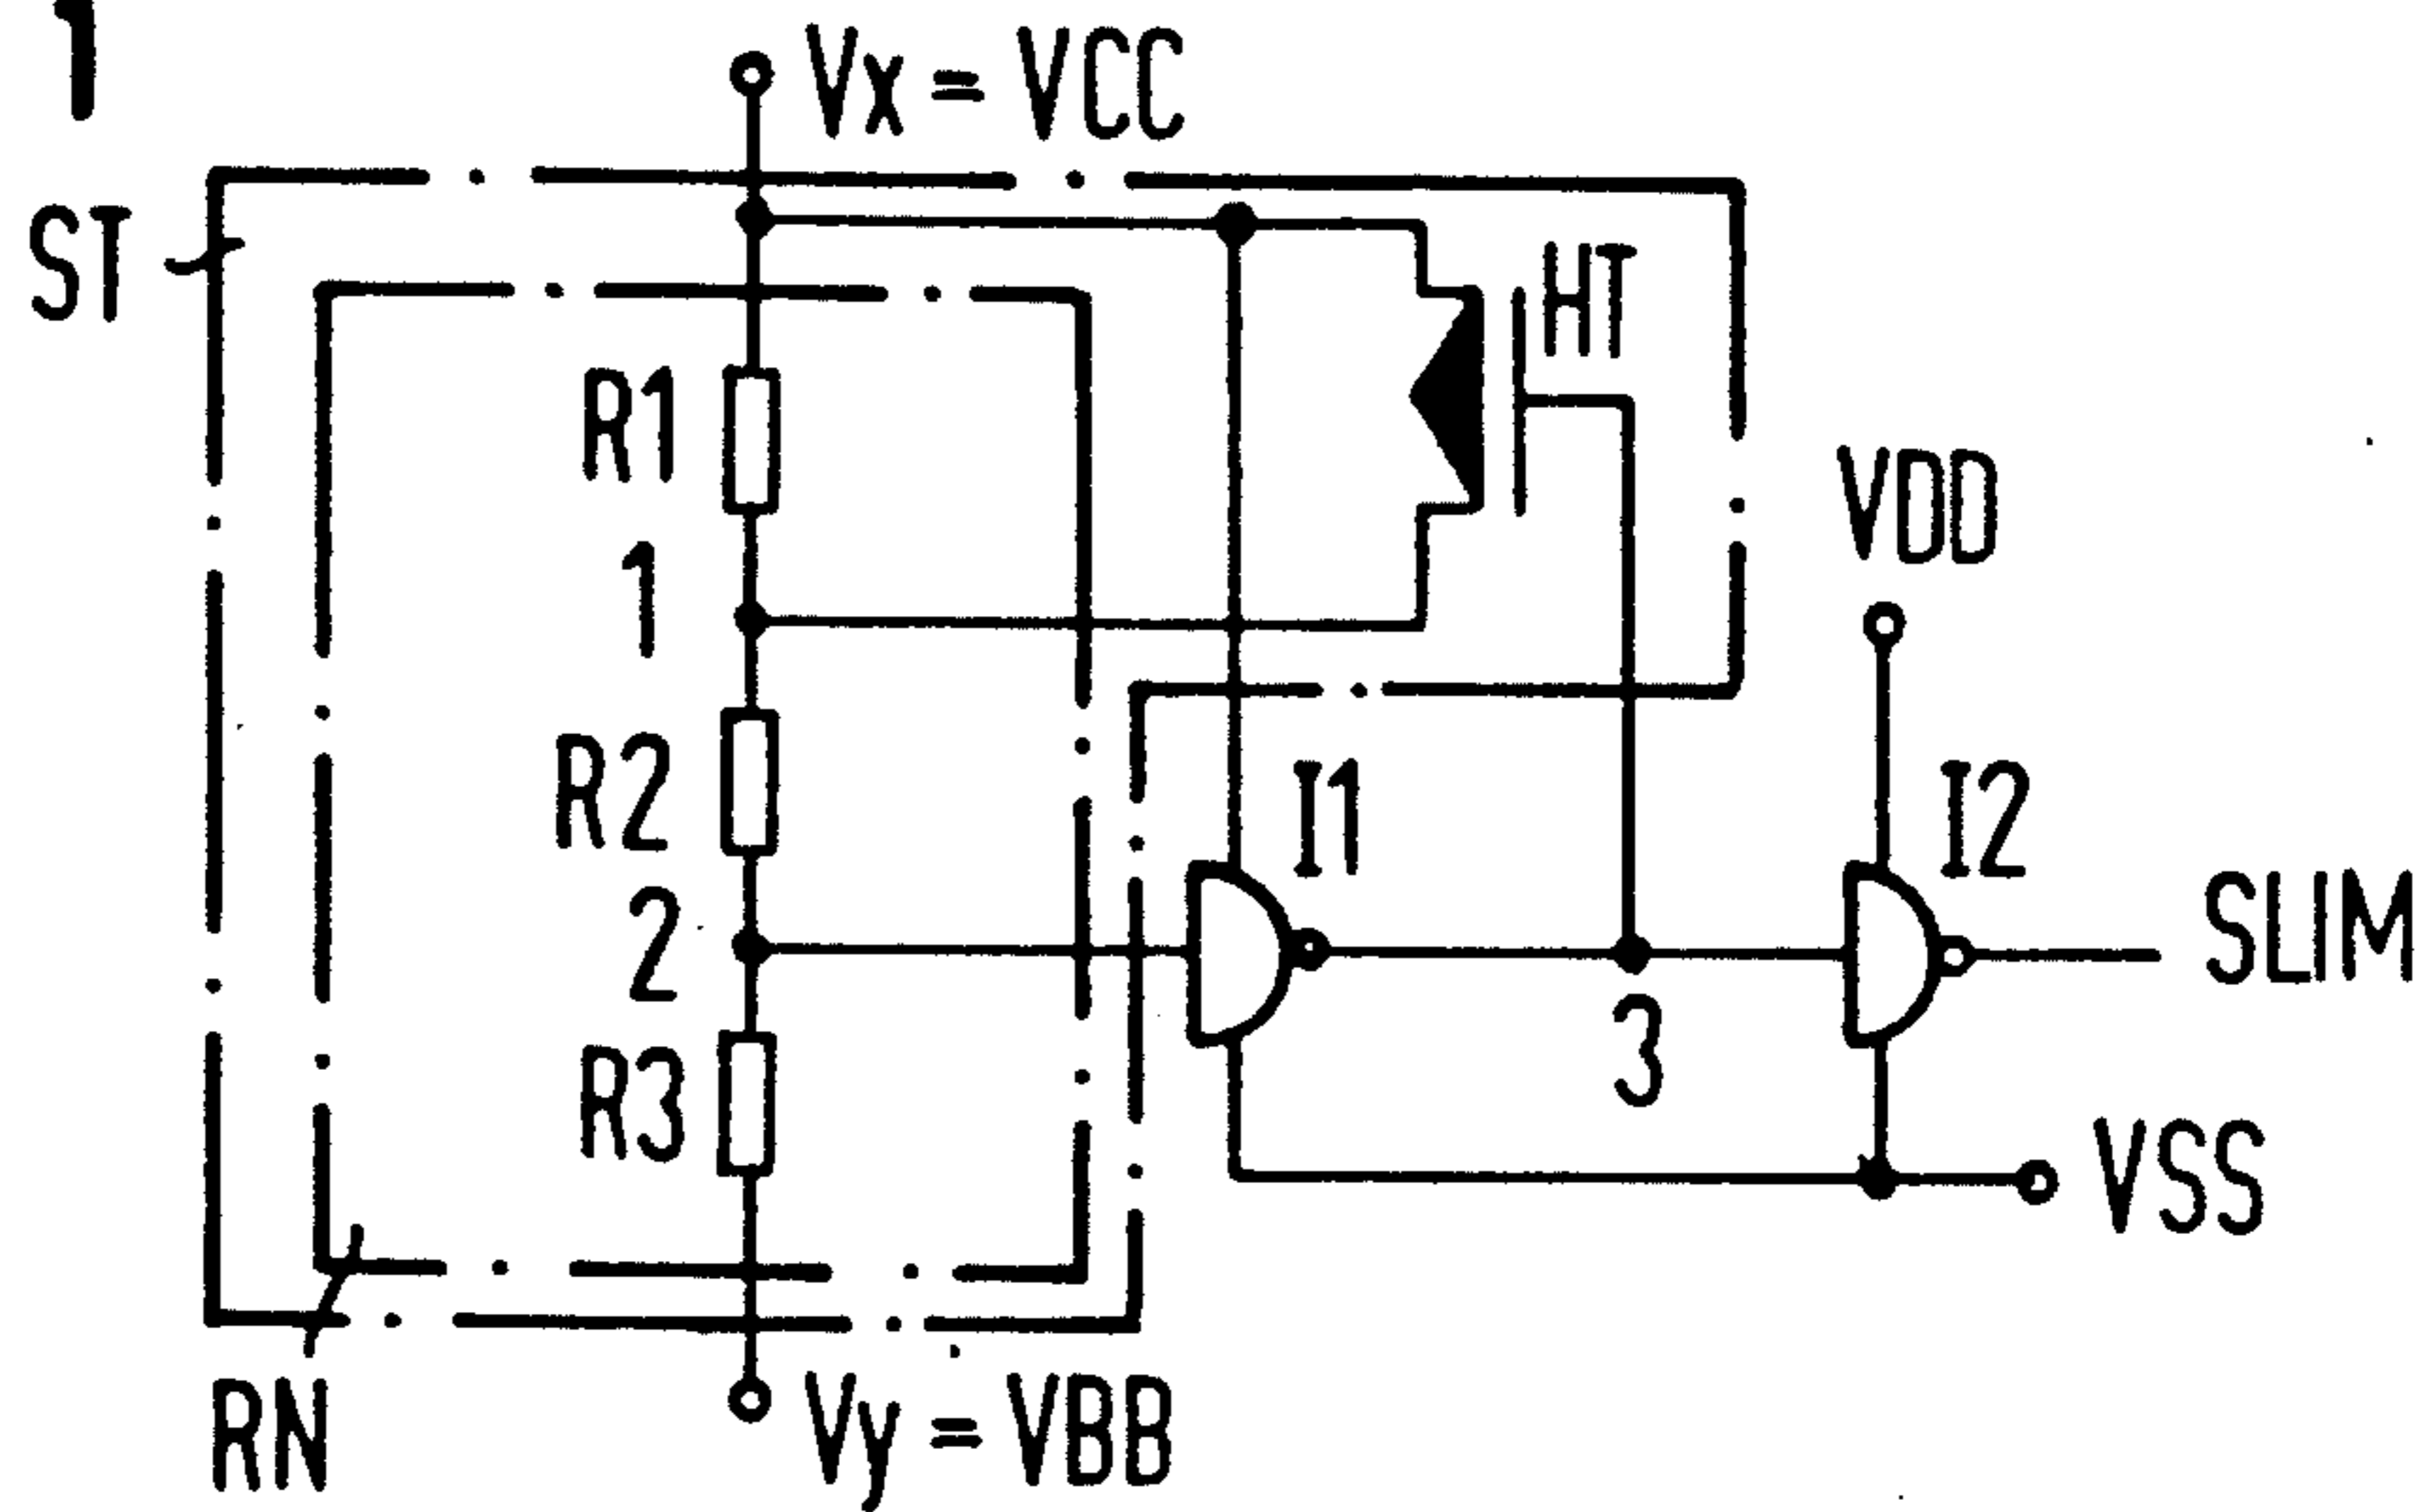 1
Vx = VCC
ST
HT
R1
VDD
1
R2
I1
I2
2
SLIM
3
R3
VSS
RN
Vy = VBB